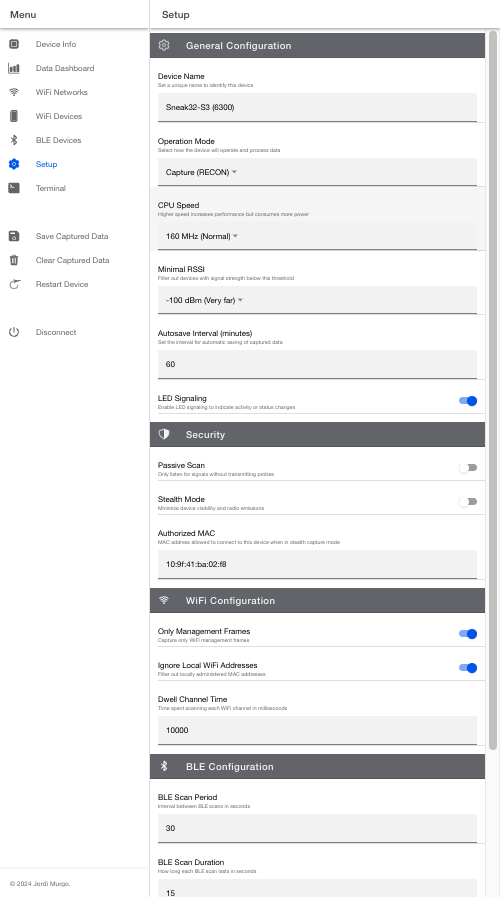 Menu
Device Info
Data Dashboard
WiFi Networks
WiFi Devices
BLE Devices
Setup
Terminal
Save Captured Data
Clear Captured Data
Restart Device
Disconnect
© 2024 Jordi Murgo.
Setup
General Configuration
Device Name
Set a unique name to identify this device
Sneak32-S3 (6300)
Operation Mode
Select how the device will operate and process data
Capture (RECON)
CPU Speed
Higher speed increases performance but consumes more power
160 MHz (Normal)
Minimal RSSI
Filter out devices with signal strength below this threshold
-100 dBm (Very far)
Autosave Interval (minutes)
Set the interval for automatic saving of captured data
60
LED Signaling
Enable LED signaling to indicate activity or status changes
Security
Passive Scan
Only listen for signals without transmitting probes
Stealth Mode
Minimize device visibility and radio emissions
Authorized MAC
MAC address allowed to connect to this device when in stealth capture mode
10:9f:41:ba:02:f8
WiFi Configuration
Only Management Frames
Capture only WiFi management frames
Ignore Local WiFi Addresses
Filter out locally administered MAC addresses
Dwell Channel Time
Time spent scanning each WiFi channel in milliseconds
10000
BLE Configuration
BLE Scan Period
Interval between BLE scans in seconds
30
BLE Scan Duration
How long each BLE scan lasts in seconds
15